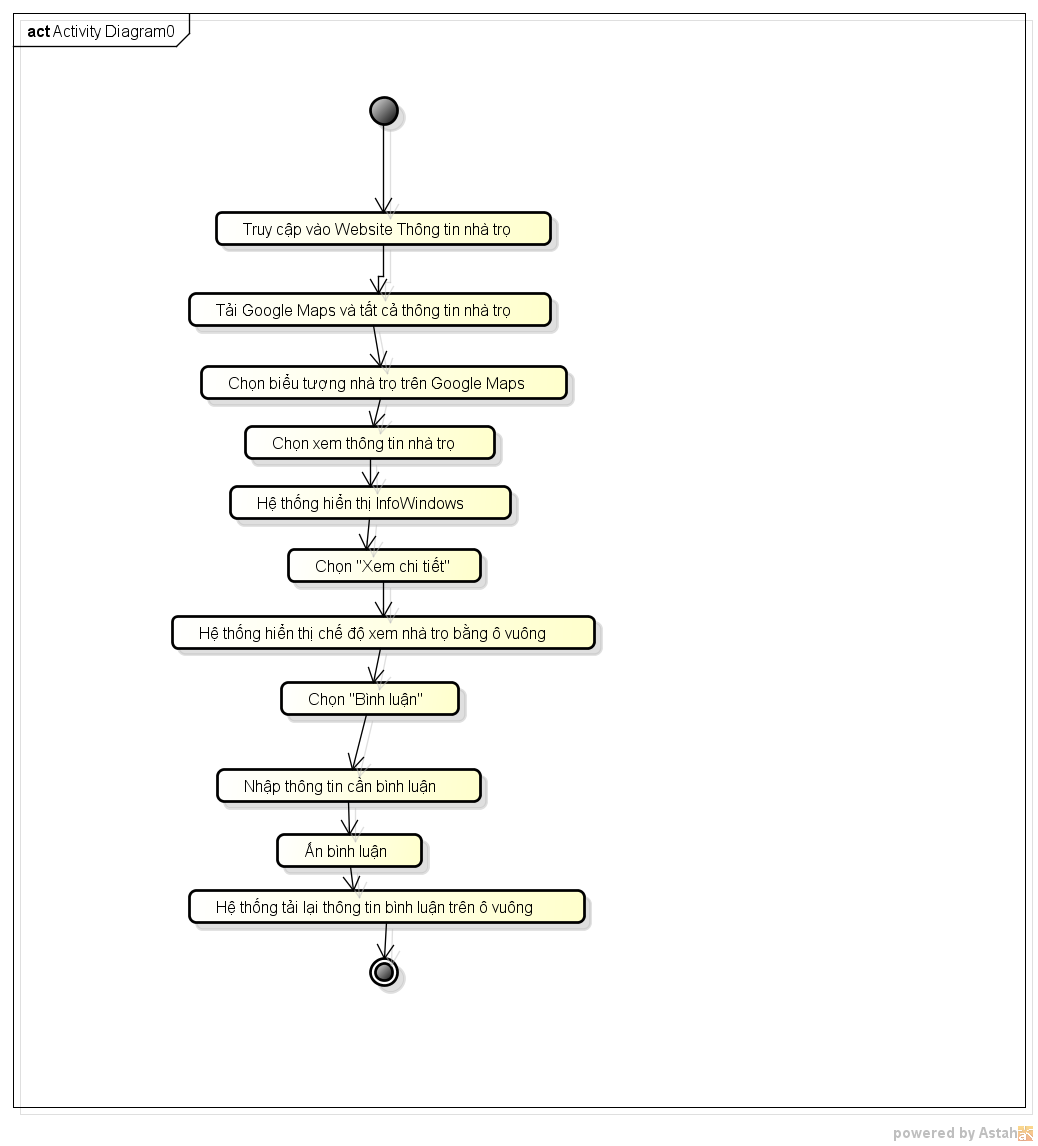 act Activity Diagram0
Truy cập vào Website Thông tin nhà trọ
Tải Google Maps và tất cả thông tin nhà trọ
Chọn biểu tượng nhà trọ trên Google Maps
Chọn xem thông tin nhà trọ
Hệ thống hiển thị InfoWindows
Chọn "Xem chi tiết"
Hệ thống hiển thị chế độ xem nhà trọ bằng ô vuông
Chọn "Bình luận"
Nhập thông tin cần bình luận
Ấn bình luận
Hệ thống tải lại thông tin bình luận trên ô vuông
powered by Astah